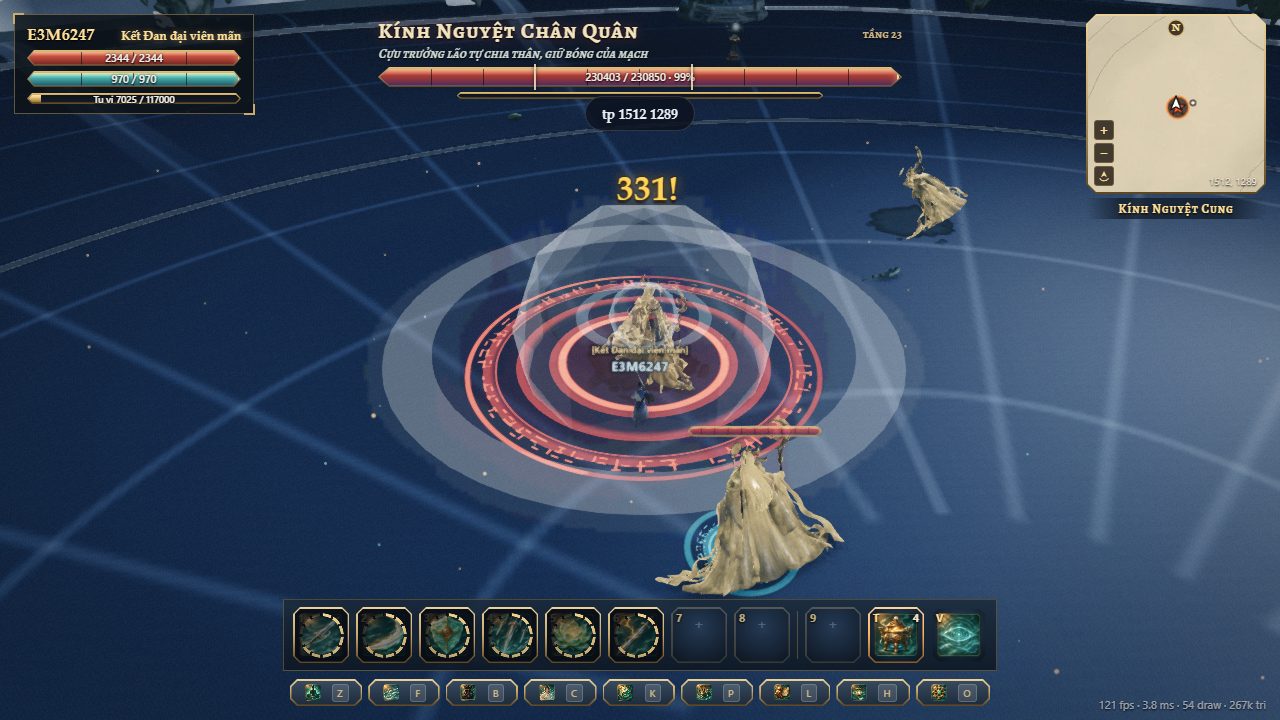 E3M6247 Kết Đan đại viên mãn
2344 / 2344
970 / 970
Tu vi 7025 / 117000
Kính Nguyệt Chân Quân
TẦNG 23
Cựu trưởng lão tự chia thân, giữ bóng của mạch
230403 / 230850 · 99%
tp 1512 1289
N
+
−
1512, 1289
Kính Nguyệt Cung
331!
[Kết Đan đại viên mãn]
E3M6247
7 + 8 + 9 + T 4 V
Z F B C K P L H O
121 fps · 3.8 ms · 54 draw · 267k tri